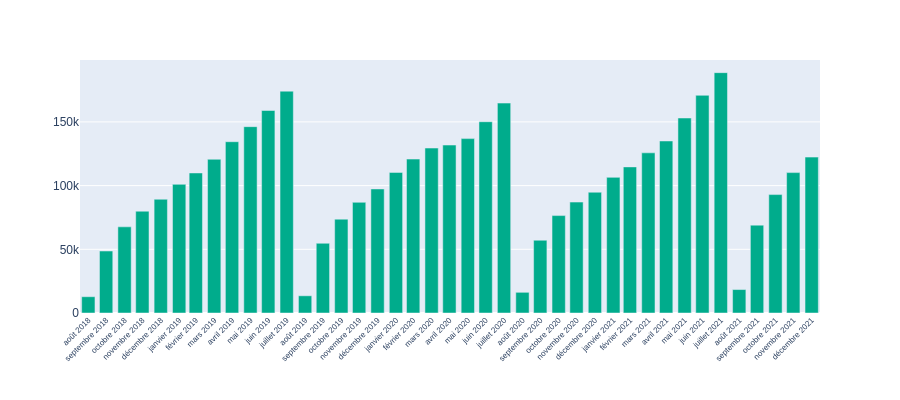 150k
100k
50k
0
août 2018
septembre 2018
octobre 2018
novembre 2018
décembre 2018
janvier 2019
février 2019
mars 2019
avril 2019
mai 2019
juin 2019
juillet 2019
août 2019
septembre 2019
octobre 2019
novembre 2019
décembre 2019
janvier 2020
février 2020
mars 2020
avril 2020
mai 2020
juin 2020
juillet 2020
août 2020
septembre 2020
octobre 2020
novembre 2020
décembre 2020
janvier 2021
février 2021
mars 2021
avril 2021
mai 2021
juin 2021
juillet 2021
août 2021
septembre 2021
octobre 2021
novembre 2021
décembre 2021